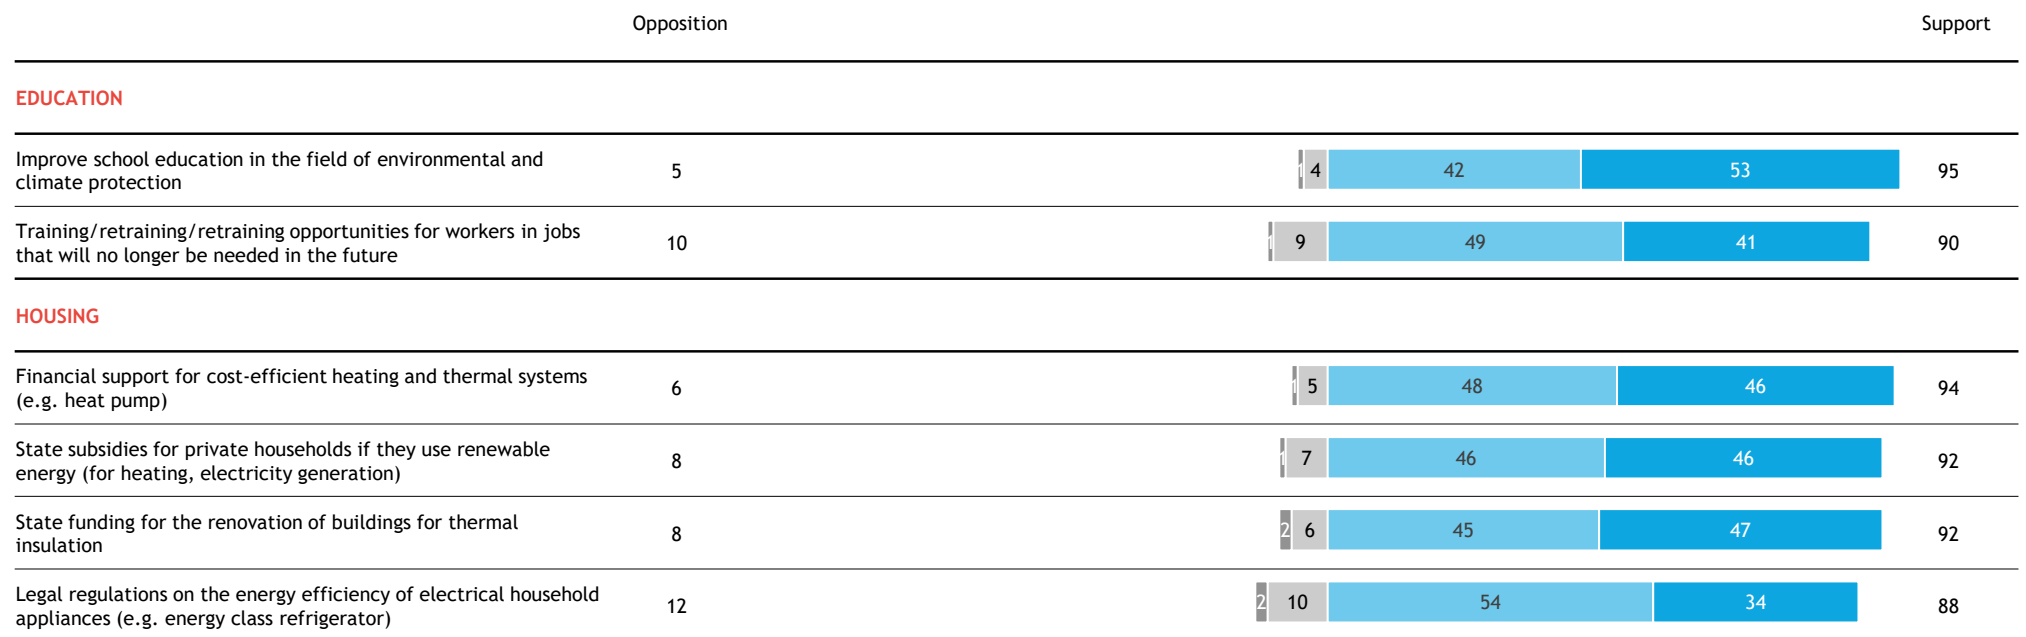 Opposition Support
EDUCATION
Improve school education in the field of environmental and
climate protection
5 1 4 42 53 95
Training/retraining/retraining opportunities for workers in jobs
that will no longer be needed in the future
10 1 9 49 41 90
HOUSING
Financial support for cost-efficient heating and thermal systems
(e.g. heat pump)
6 1 5 48 46 94
State subsidies for private households if they use renewable
energy (for heating, electricity generation)
8 1 7 46 46 92
State funding for the renovation of buildings for thermal
insulation
8 2 6 45 47 92
Legal regulations on the energy efficiency of electrical household
appliances (e.g. energy class refrigerator)
12 2 10 54 34 88